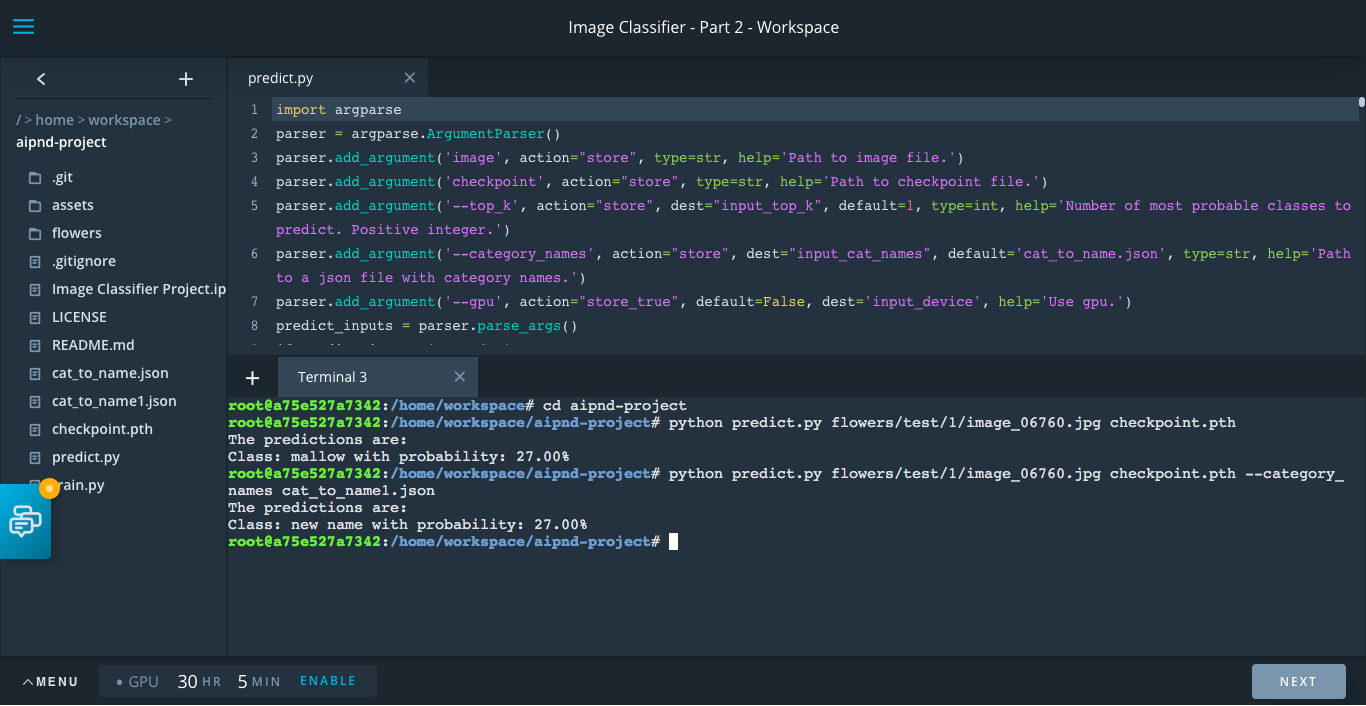 Image Classifier - Part 2 - Workspace
/ > home > workspace >
aipnd-project
.git
assets
flowers
.gitignore
Image Classifier Project.ip
LICENSE
README.md
cat_to_name.json
cat_to_name1.json
checkpoint.pth
predict.py
rain.py
predict.py
1 import argparse
2 parser = argparse.ArgumentParser()
3 parser.add_argument('image', action="store", type=str, help='Path to image file.')
4 parser.add_argument('checkpoint', action="store", type=str, help='Path to checkpoint file.')
5 parser.add_argument('--top_k', action="store", dest="input_top_k", default=1, type=int, help='Number of most probable classes to
predict. Positive integer.')
6 parser.add_argument('--category_names', action="store", dest="input_cat_names", default='cat_to_name.json', type=str, help='Path
to a json file with category names.')
7 parser.add_argument('--gpu', action="store_true", default=False, dest='input_device', help='Use gpu.')
8 predict_inputs = parser.parse_args()
Terminal 3
root@a75e527a7342:/home/workspace# cd aipnd-project
root@a75e527a7342:/home/workspace/aipnd-project# python predict.py flowers/test/1/image_06760.jpg checkpoint.pth
The predictions are:
Class: mallow with probability: 27.00%
root@a75e527a7342:/home/workspace/aipnd-project# python predict.py flowers/test/1/image_06760.jpg checkpoint.pth --category_
names cat_to_name1.json
The predictions are:
Class: new name with probability: 27.00%
root@a75e527a7342:/home/workspace/aipnd-project#
MENU
GPU 30 HR 5 MIN ENABLE
NEXT